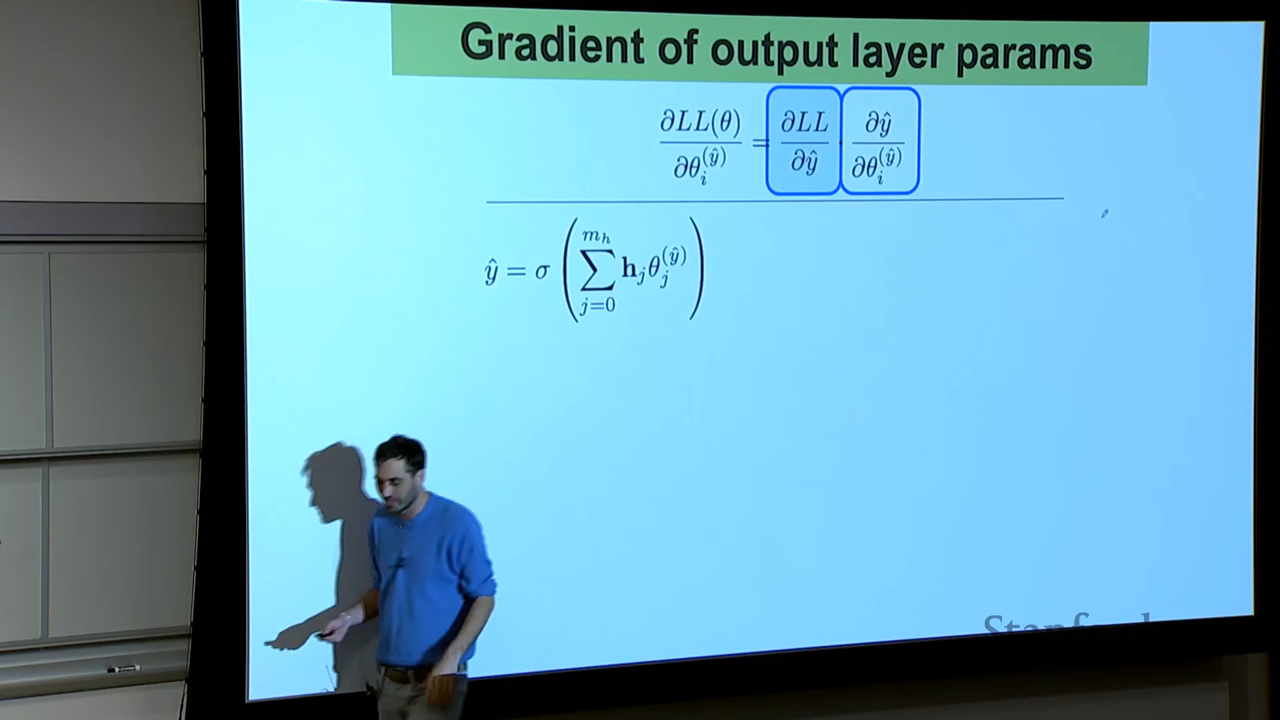 Gradient of output layer params
∂LL(θ)/∂θ_i^(ŷ) = ∂LL/∂ŷ · ∂ŷ/∂θ_i^(ŷ)
ŷ = σ(∑_{j=0}^{m_h} h_j θ_j^(ŷ))